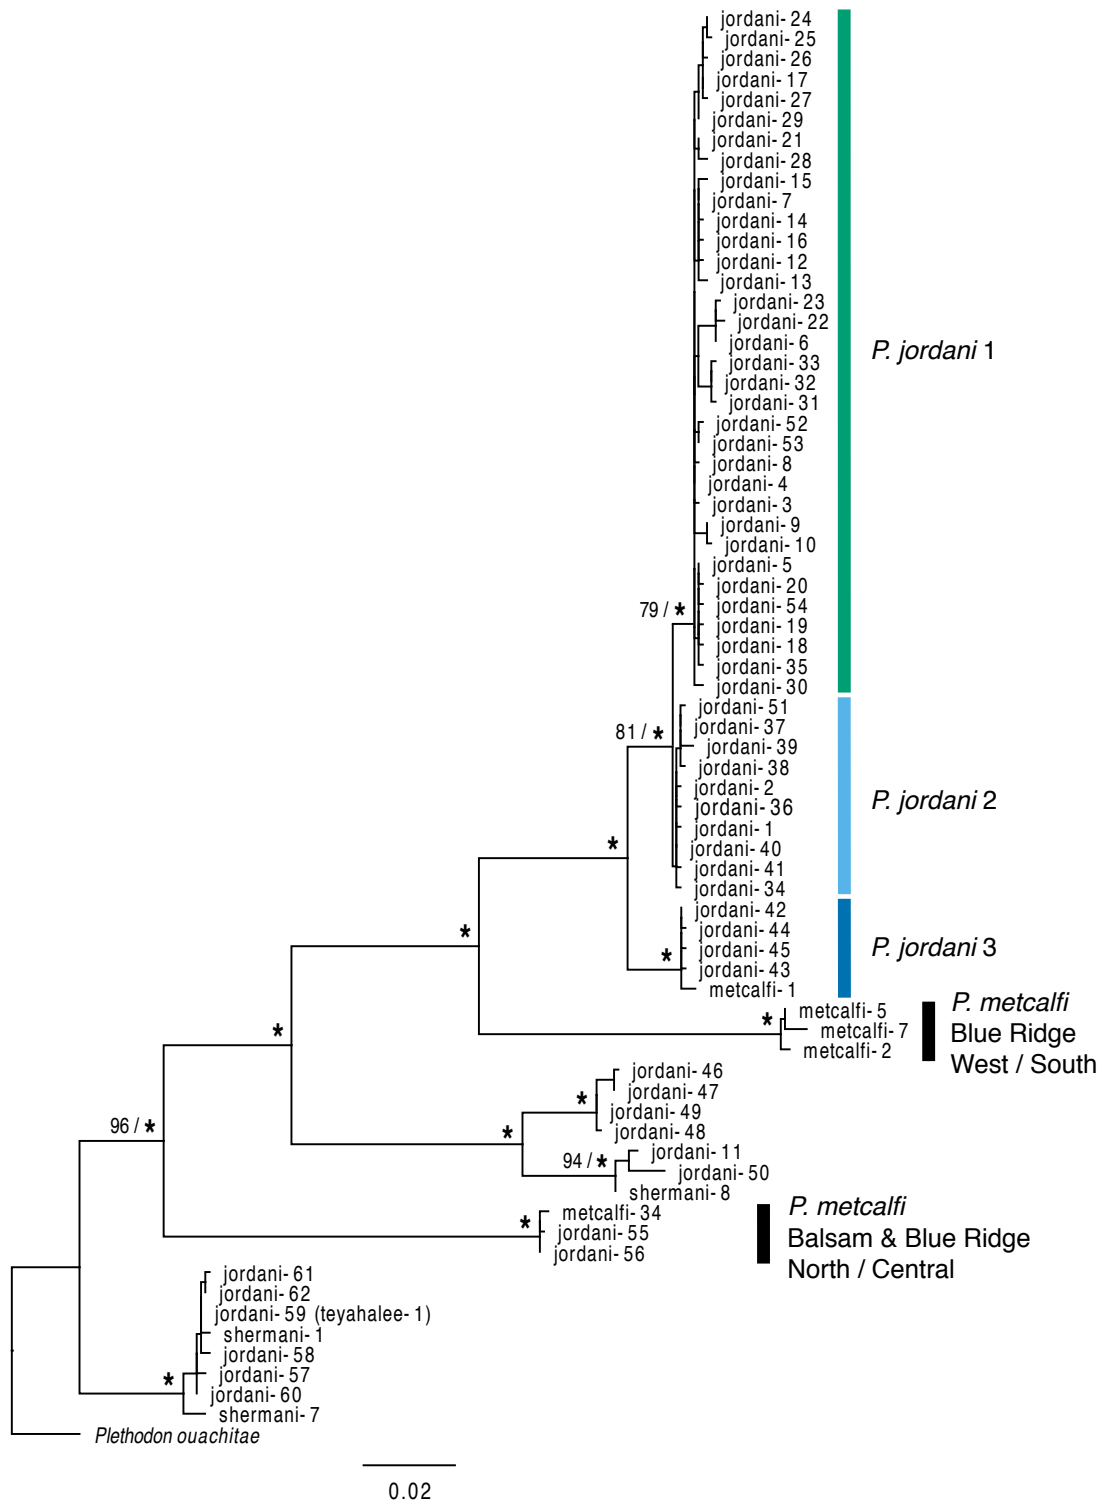 jordani-24
jordani-25
jordani-26
jordani-17
jordani-27
jordani-29
jordani-21
jordani-28
jordani-15
jordani-7
jordani-14
jordani-16
jordani-12
jordani-13
jordani-23
jordani-22
jordani-6
P. jordani 1
jordani-33
jordani-32
jordani-31
jordani-52
jordani-53
jordani-8
jordani-4
jordani-3
jordani-9
jordani-10
jordani-5
jordani-20
jordani-54
79 / *
jordani-19
jordani-18
jordani-35
jordani-30
jordani-51
jordani-37
81 / *
jordani-39
jordani-38
jordani-2
P. jordani 2
jordani-36
jordani-1
*
jordani-40
jordani-41
jordani-34
jordani-42
jordani-44
*
jordani-45
P. jordani 3
*
jordani-43
metcalfi-1
P. metcalfi
Blue Ridge
West / South
metcalfi-5
*
metcalfi-7
*
metcalfi-2
jordani-46
jordani-47
*
jordani-49
jordani-48
96 / *
*
jordani-11
94 / *
jordani-50
shermani-8
P. metcalfi
Balsam & Blue Ridge
North / Central
metcalfi-34
*
jordani-55
jordani-56
jordani-61
jordani-62
jordani-59 (teyahalee-1)
shermani-1
jordani-58
*
jordani-57
jordani-60
shermani-7
Plethodon ouachitae
0.02